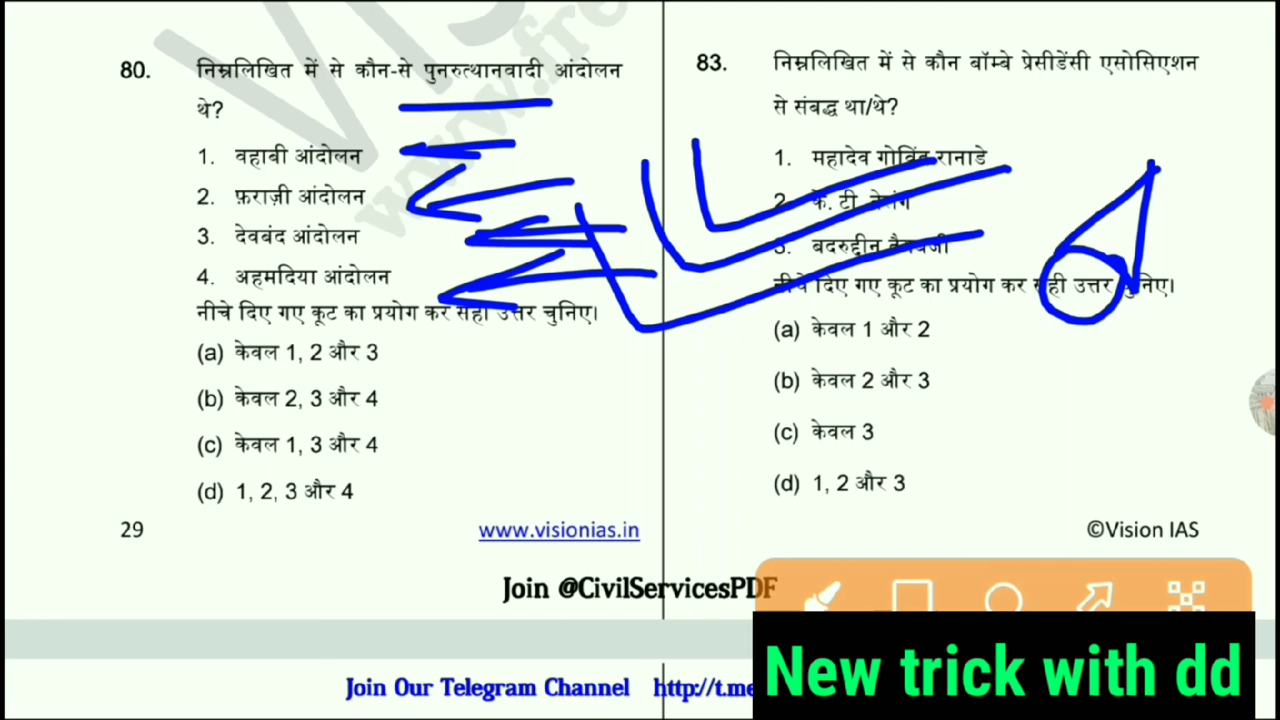 80. निम्नलिखित में से कौन-से पुनरुत्थानवादी आंदोलन
थे?
1. वहाबी आंदोलन
2. फ़राज़ी आंदोलन
3. देवबंद आंदोलन
4. अहमदिया आंदोलन
नीचे दिए गए कूट का प्रयोग कर सही उत्तर चुनिए।
(a) केवल 1, 2 और 3
(b) केवल 2, 3 और 4
(c) केवल 1, 3 और 4
(d) 1, 2, 3 और 4
29
www.visionias.in
83. निम्नलिखित में से कौन बॉम्बे प्रेसीडेंसी एसोसिएशन
से संबद्ध था/थे?
1. महादेव गोविंद रानाडे
2. के. टी. तेलंग
3. बदरुद्दीन तैयबजी
नीचे दिए गए कूट का प्रयोग कर सही उत्तर चुनिए।
(a) केवल 1 और 2
(b) केवल 2 और 3
(c) केवल 3
(d) 1, 2 और 3
©Vision IAS
Join @CivilServicesPDF
Join Our Telegram Channel http://t.me
New trick with dd